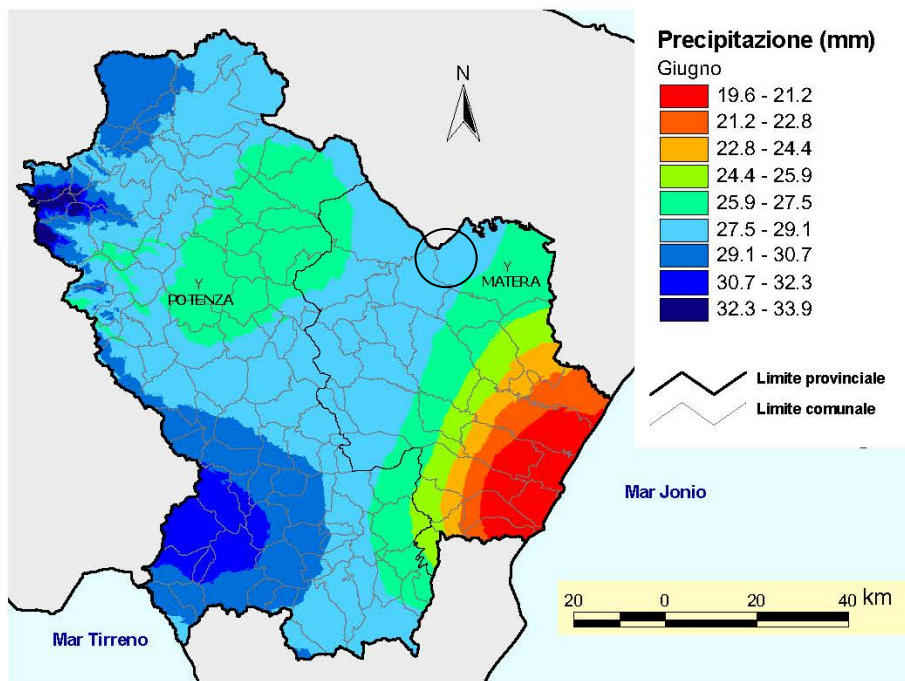 Precipitazione (mm)
Giugno
19.6 - 21.2
21.2 - 22.8
22.8 - 24.4
24.4 - 25.9
25.9 - 27.5
27.5 - 29.1
29.1 - 30.7
30.7 - 32.3
32.3 - 33.9
Limite provinciale
Limite comunale
N
Y
POTENZA
Y
MATERA
Mar Jonio
Mar Tirreno
20 0 20 40 km